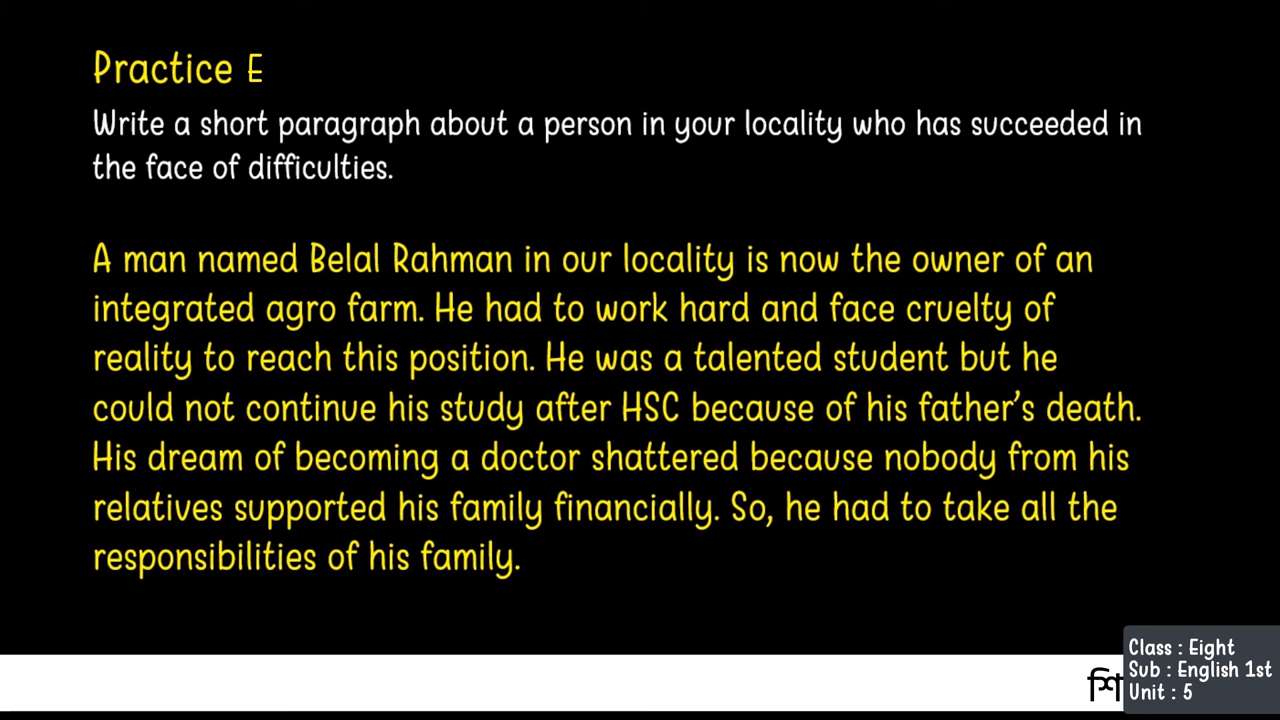 Practice E
Write a short paragraph about a person in your locality who has succeeded in
the face of difficulties.
A man named Belal Rahman in our locality is now the owner of an
integrated agro farm. He had to work hard and face cruelty of
reality to reach this position. He was a talented student but he
could not continue his study after HSC because of his father's death.
His dream of becoming a doctor shattered because nobody from his
relatives supported his family financially. So, he had to take all the
responsibilities of his family.
Class : Eight
Sub : English 1st
Unit : 5
শি